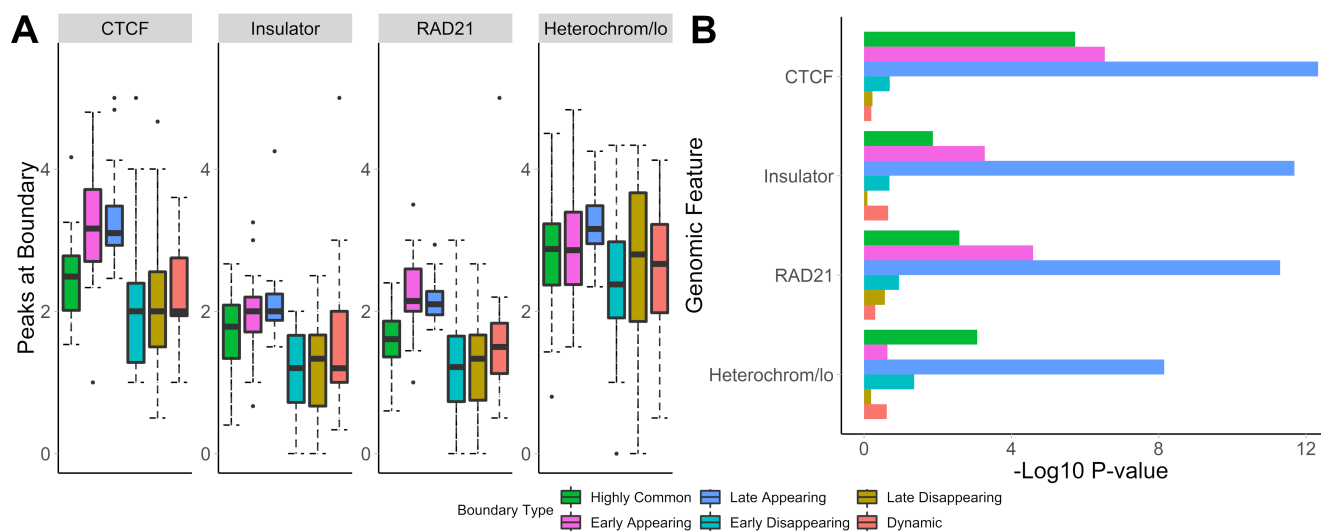 A
CTCF
Insulator
RAD21
Heterochrom/lo
B
Peaks at Boundary
4
2
0
4
2
0
4
2
0
4
2
0
Genomic Feature
CTCF
Insulator
RAD21
Heterochrom/lo
0
4
8
12
-Log10 P-value
Boundary Type
Highly Common
Late Appearing
Late Disappearing
Early Appearing
Early Disappearing
Dynamic